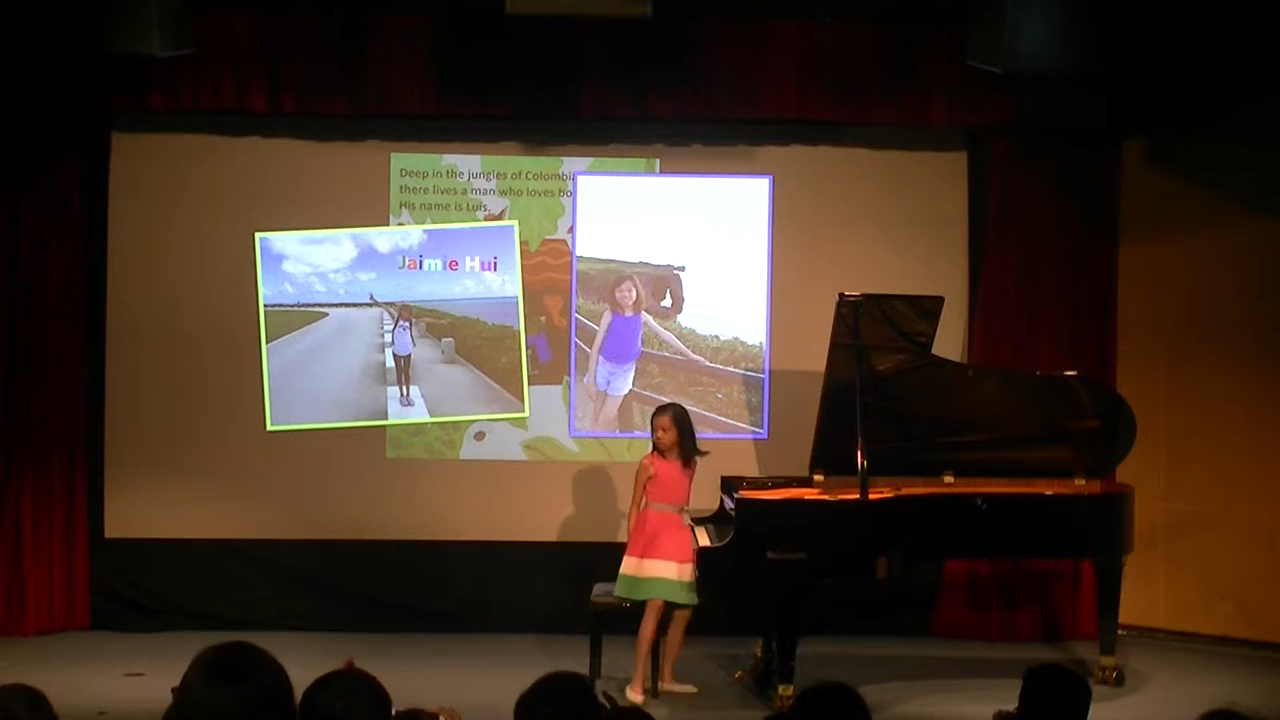 Deep in the jungles of Colombia
there lives a man who loves bo
His name is Luis.
Jaimie Hui